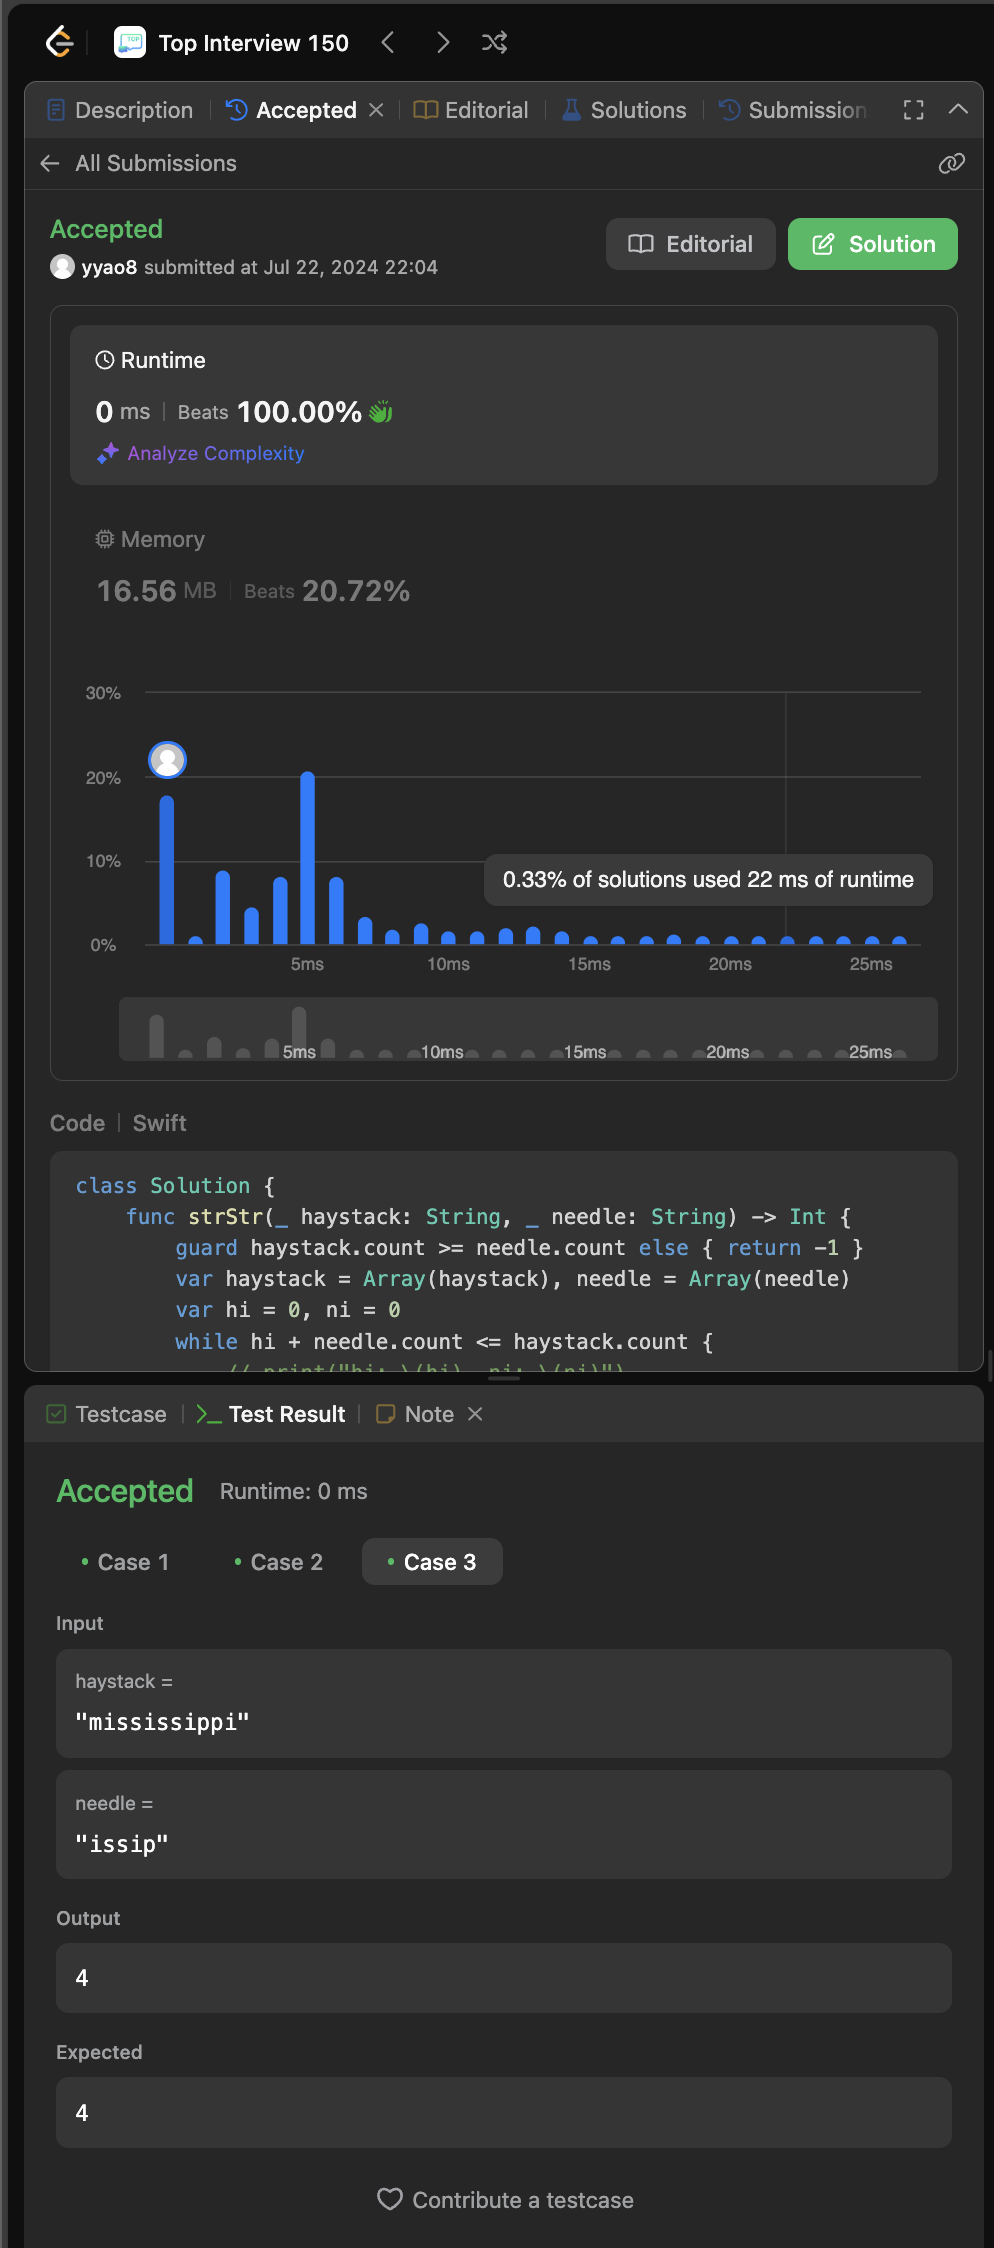 Top Interview 150
Description Accepted Editorial Solutions Submission
All Submissions
Accepted
Editorial Solution
yyao8 submitted at Jul 22, 2024 22:04
Runtime
0 ms Beats 100.00%
Analyze Complexity
Memory
16.56 MB Beats 20.72%
30%
20%
10%
0%
0.33% of solutions used 22 ms of runtime
5ms 10ms 15ms 20ms 25ms
5ms 10ms 15ms 20ms 25ms
Code Swift
class Solution {
func strStr(_ haystack: String, _ needle: String) -> Int {
guard haystack.count >= needle.count else { return -1 }
var haystack = Array(haystack), needle = Array(needle)
var hi = 0, ni = 0
while hi + needle.count <= haystack.count {
// print("hi: \(hi), ni: \(ni)")
Testcase >_ Test Result Note
Accepted Runtime: 0 ms
• Case 1 • Case 2 • Case 3
Input
haystack =
"mississippi"
needle =
"issip"
Output
4
Expected
4
Contribute a testcase